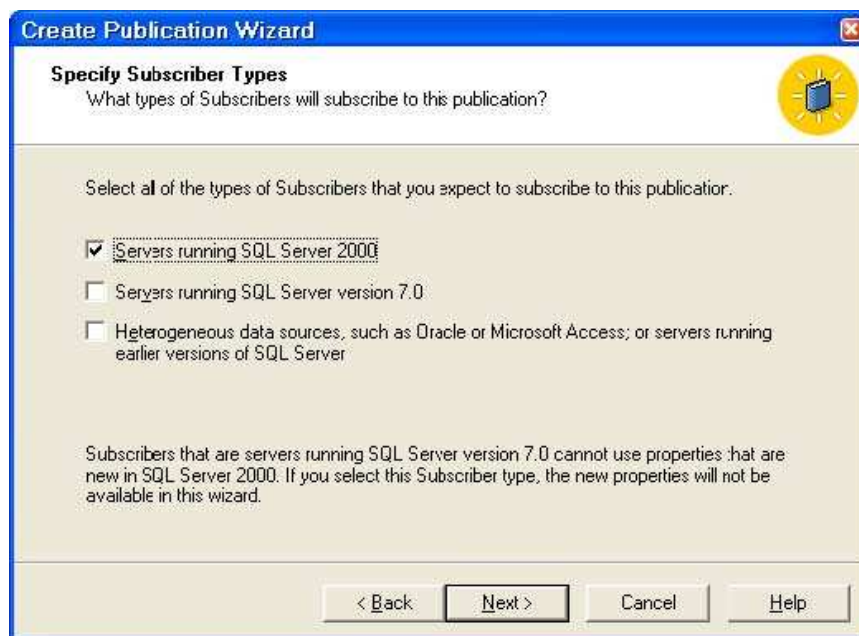 Create Publication Wizard
Specify Subscriber Types
What types of Subscribers will subscribe to this publication?
Select all of the types of Subscribers that you expect to subscribe to this publication.
Servers running SQL Server 2000
Servers running SQL Server version 7.0
Heterogeneous data sources, such as Oracle or Microsoft Access; or servers running
earlier versions of SQL Server
Subscribers that are servers running SQL Server version 7.0 cannot use properties that are
new in SQL Server 2000. If you select this Subscriber type, the new properties will not be
available in this wizard.
< Back
Next >
Cancel
Help